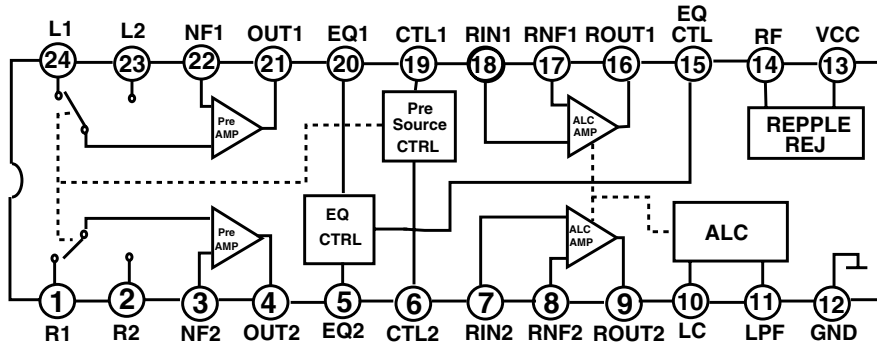 L1 L2 NF1 OUT1 EQ1 CTL1 RIN1 RNF1 ROUT1 EQ CTL RF VCC
24 23 22 21 20 19 18 17 16 15 14 13
Pre AMP
Pre Source CTRL
ALC AMP
REPPLE REJ
EQ CTRL
Pre AMP
ALC AMP
ALC
1 2 3 4 5 6 7 8 9 10 11 12
R1 R2 NF2 OUT2 EQ2 CTL2 RIN2 RNF2 ROUT2 LC LPF GND